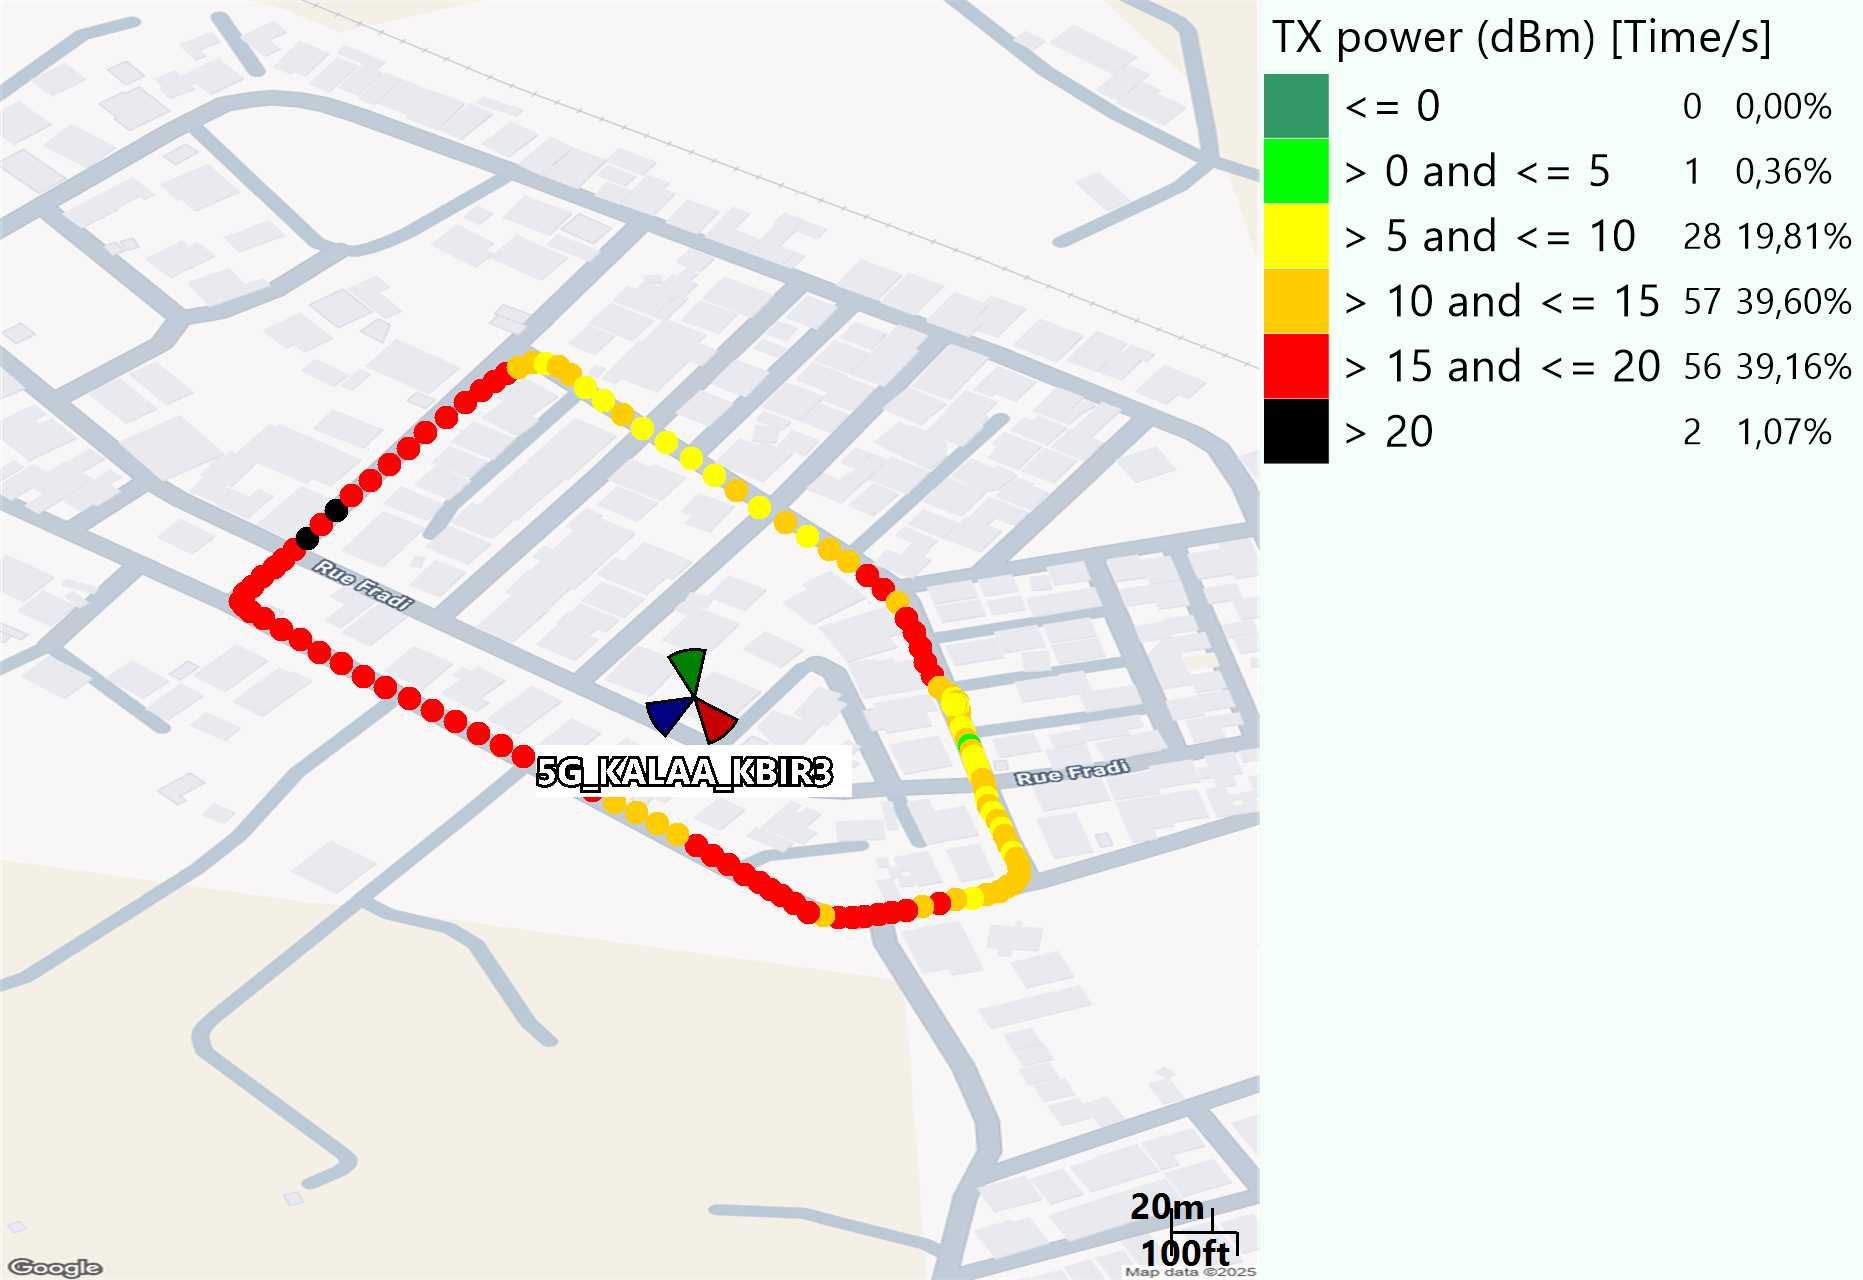 TX power (dBm) [Time/s]
<= 0 0 0,00%
> 0 and <= 5 1 0,36%
> 5 and <= 10 28 19,81%
> 10 and <= 15 57 39,60%
> 15 and <= 20 56 39,16%
> 20 2 1,07%
Rue Fradi
5G_KALAA_KBIR3
Rue Fradi
20m
100ft
Google
Map data ©2025